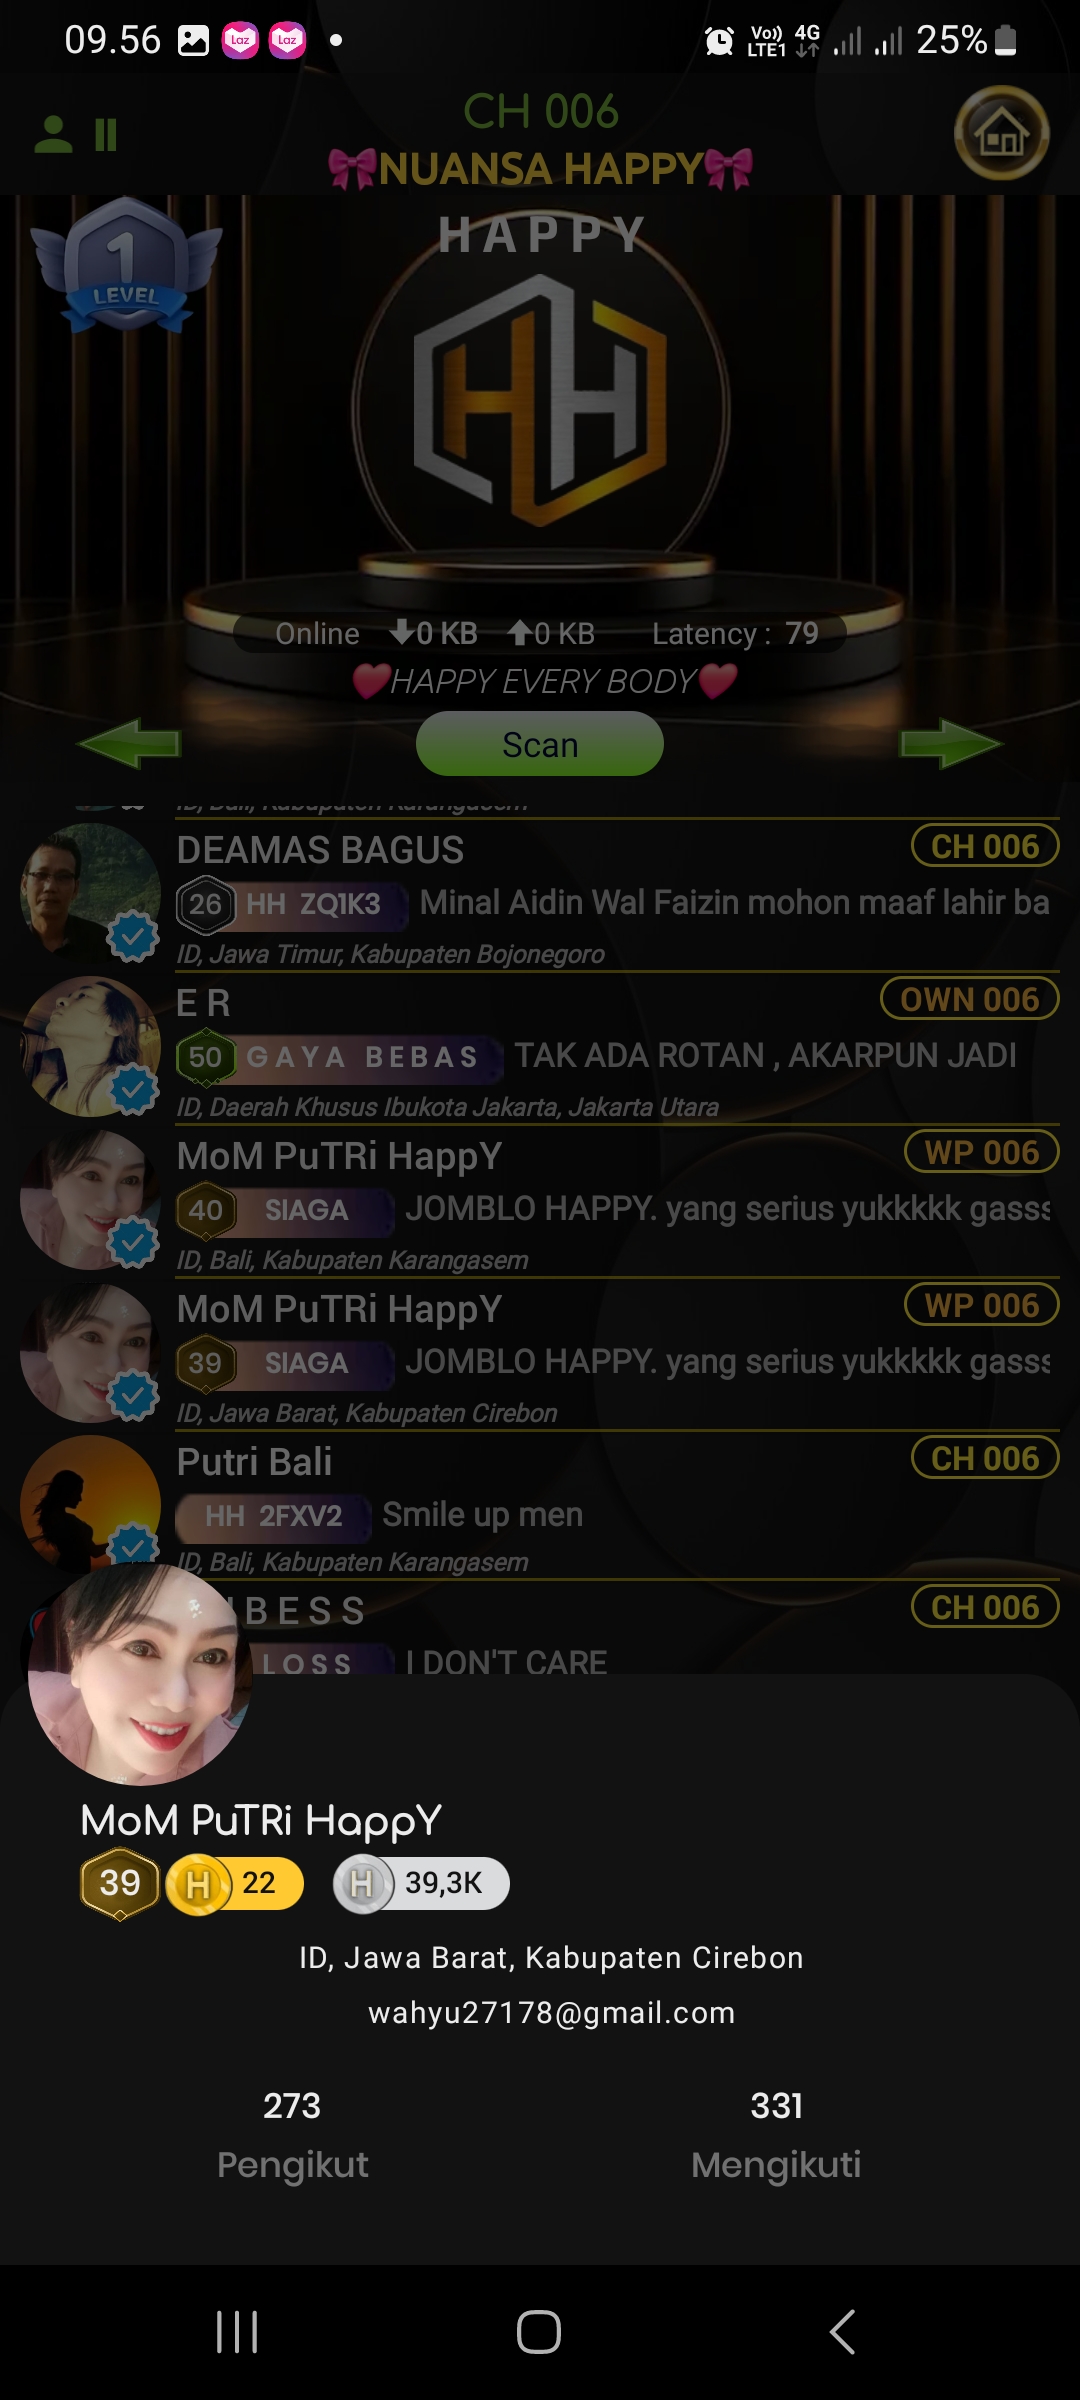 09.56 Laz Laz Vo)) LTE1 4G 25%
CH 006
🎀NUANSA HAPPY🎀
HAPPY
1
LEVEL
Online 0 KB 0 KB Latency : 79
❤️HAPPY EVERY BODY❤️
Scan
ID, Bali, Kabupaten Karangasem
DEAMAS BAGUS CH 006
26 HH ZQ1K3 Minal Aidin Wal Faizin mohon maaf lahir ba
ID, Jawa Timur, Kabupaten Bojonegoro
E R OWN 006
50 GAYA BEBAS TAK ADA ROTAN , AKARPUN JADI
ID, Daerah Khusus Ibukota Jakarta, Jakarta Utara
MoM PuTRi HappY WP 006
40 SIAGA JOMBLO HAPPY. yang serius yukkkkk gasss
ID, Bali, Kabupaten Karangasem
MoM PuTRi HappY WP 006
39 SIAGA JOMBLO HAPPY. yang serius yukkkkk gasss
ID, Jawa Barat, Kabupaten Cirebon
Putri Bali CH 006
HH 2FXV2 Smile up men
ID, Bali, Kabupaten Karangasem
BESS CH 006
LOSS I DON'T CARE
MoM PuTRi HappY
39 H 22 H 39,3K
ID, Jawa Barat, Kabupaten Cirebon
wahyu27178@gmail.com
273 331
Pengikut Mengikuti